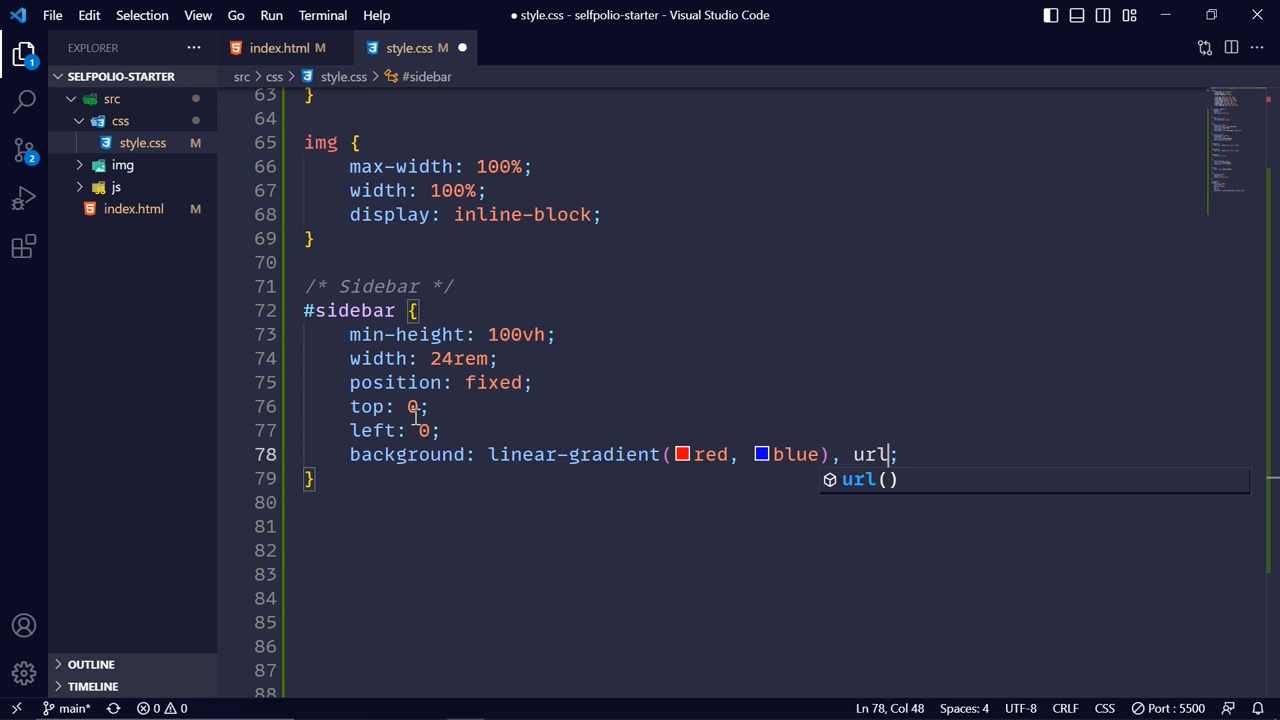 File Edit Selection View Go Run Terminal Help
● style.css - selfpolio-starter - Visual Studio Code
EXPLORER ···
index.html M
style.css M ●
SELFPOLIO-STARTER
src
css
style.css M
img
js
index.html M
src > css > style.css > #sidebar
1
2
63 }
64
65 img {
66 max-width: 100%;
67 width: 100%;
68 display: inline-block;
69 }
70
71 /* Sidebar */
72 #sidebar {
73 min-height: 100vh;
74 width: 24rem;
75 position: fixed;
76 top: 0;
77 left: 0;
78 background: linear-gradient(red, blue), url;
79 }
url()
80
81
82
83
84
85
86
87
88
OUTLINE
TIMELINE
main* 0 0 Ln 78, Col 48 Spaces: 4 UTF-8 CRLF CSS Port : 5500